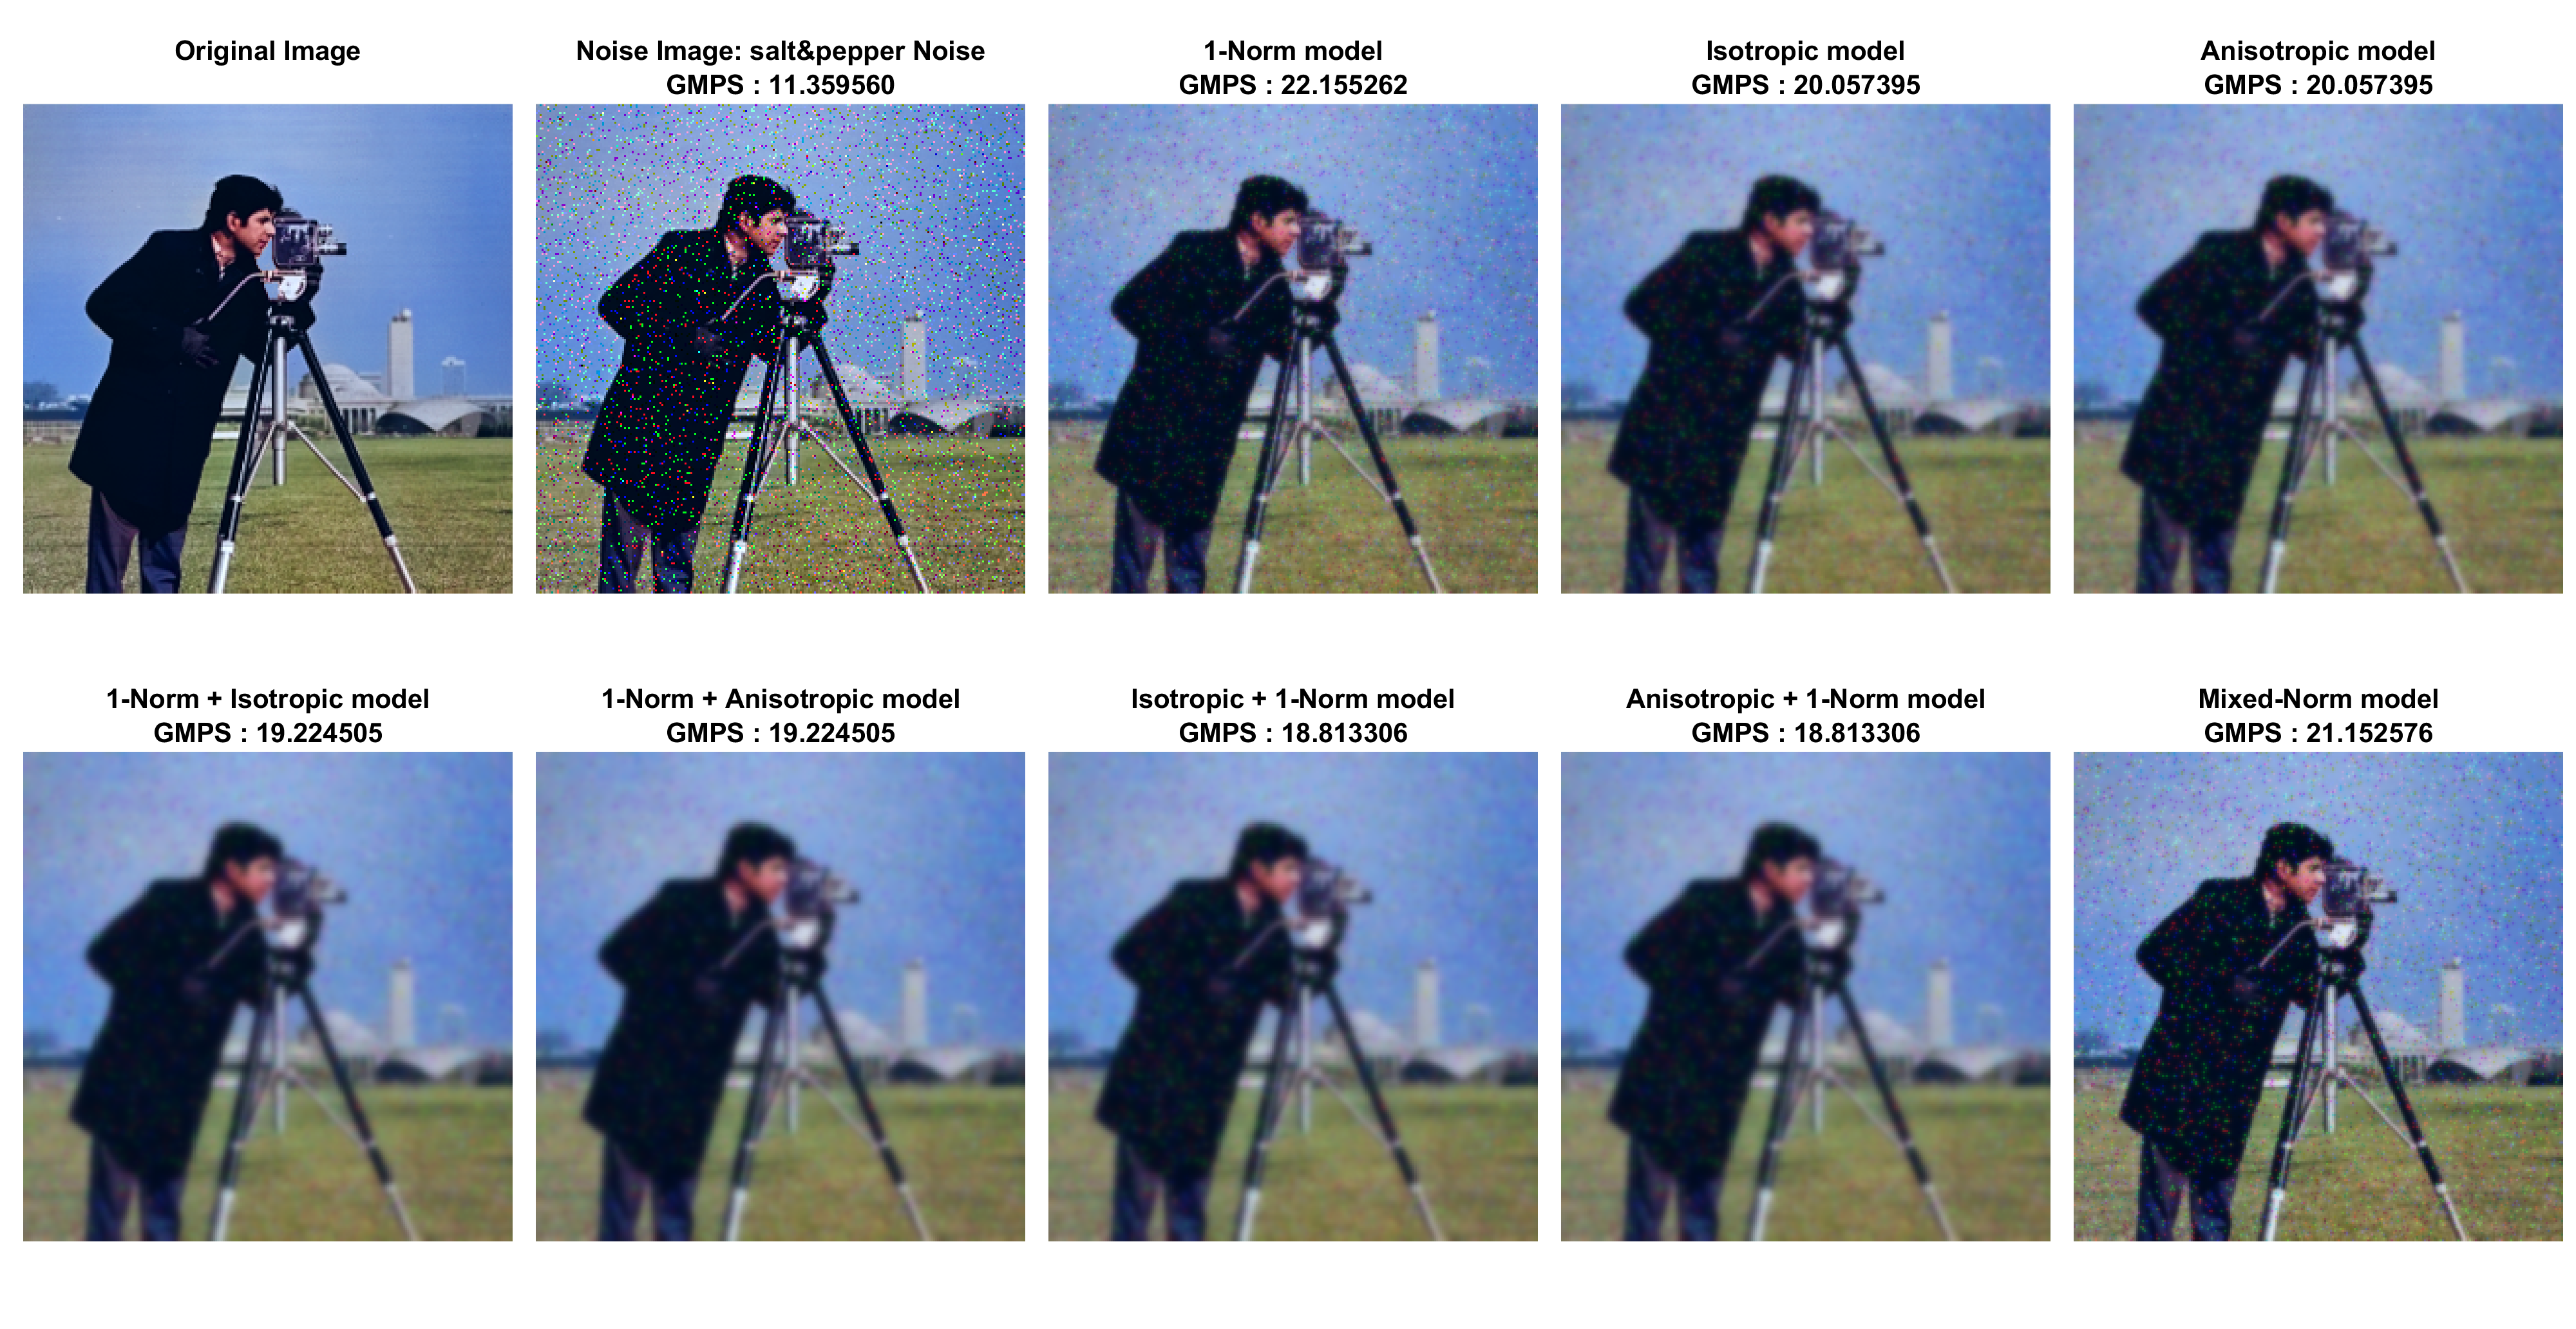 Original Image
Noise Image: salt&pepper Noise
GMPS : 11.359560
1-Norm model
GMPS : 22.155262
Isotropic model
GMPS : 20.057395
Anisotropic model
GMPS : 20.057395
1-Norm + Isotropic model
GMPS : 19.224505
1-Norm + Anisotropic model
GMPS : 19.224505
Isotropic + 1-Norm model
GMPS : 18.813306
Anisotropic + 1-Norm model
GMPS : 18.813306
Mixed-Norm model
GMPS : 21.152576